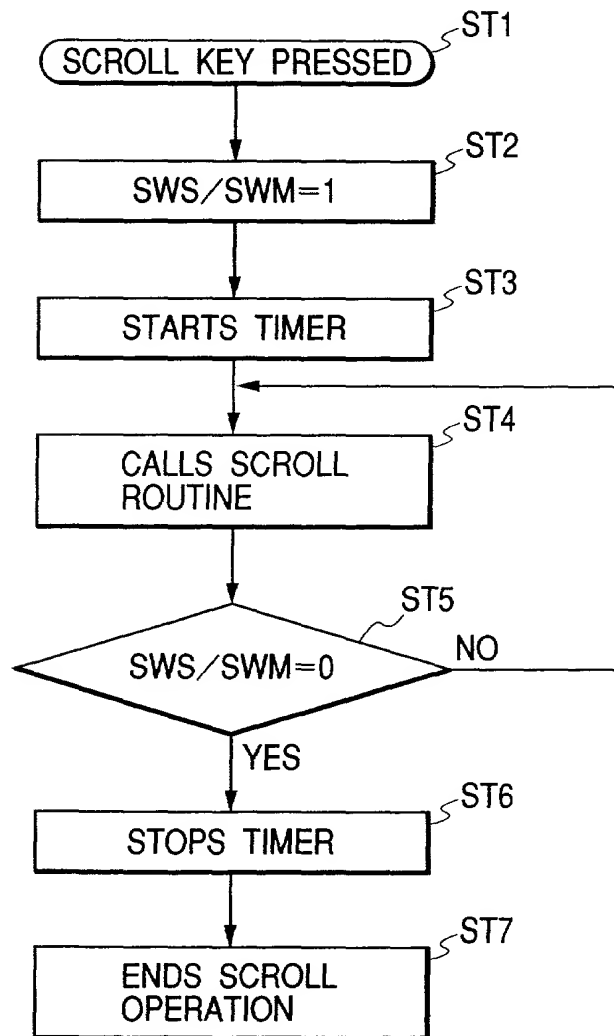 ST1
SCROLL KEY PRESSED
ST2
SWS/SWM=1
ST3
STARTS TIMER
ST4
CALLS SCROLL
ROUTINE
ST5
SWS/SWM=0
NO
YES
ST6
STOPS TIMER
ST7
ENDS SCROLL
OPERATION